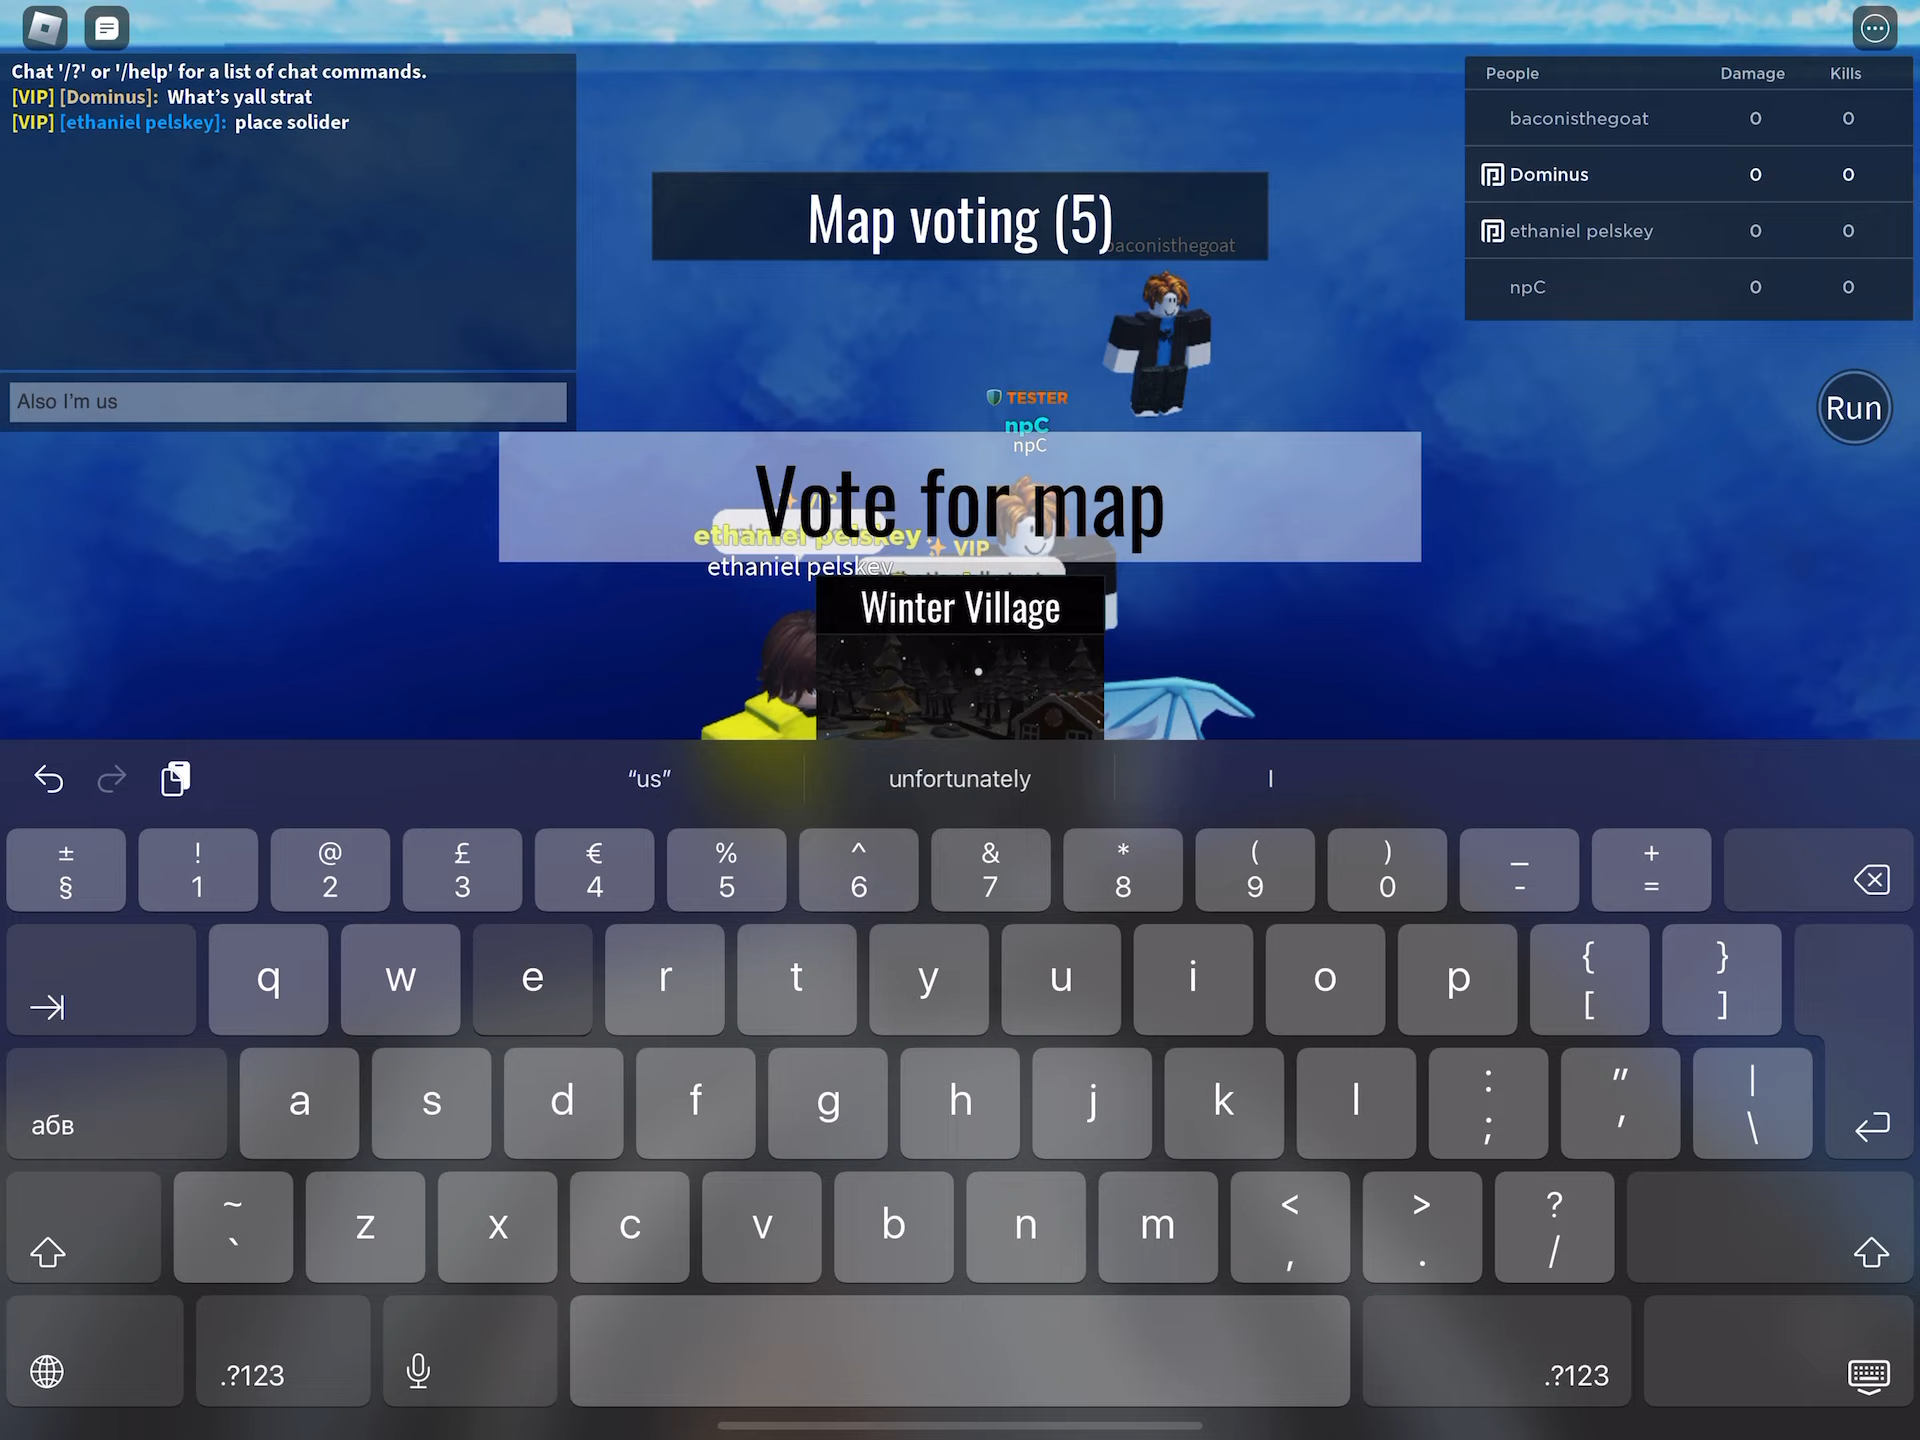 Chat '/?' or '/help' for a list of chat commands.
[VIP] [Dominus]: What's yall strat
[VIP] [ethaniel pelskey]: place solider
Also I'm us
People Damage Kills
baconisthegoat 0 0
Dominus 0 0
ethaniel pelskey 0 0
npC 0 0
Map voting (5)
baconisthegoat
Run
TESTER
npC
npC
Vote for map
VIP
ethaniel pelskey
VIP
ethaniel pelskey
Winter Village
"us" unfortunately I
± ! @ £ € % ^ & * ( ) _ +
§ 1 2 3 4 5 6 7 8 9 0 - =
q w e r t y u i o p { }
[ ]
a s d f g h j k l : " |
абв ; ' \
~ z x c v b n m < > ?
` , . /
.?123 .?123